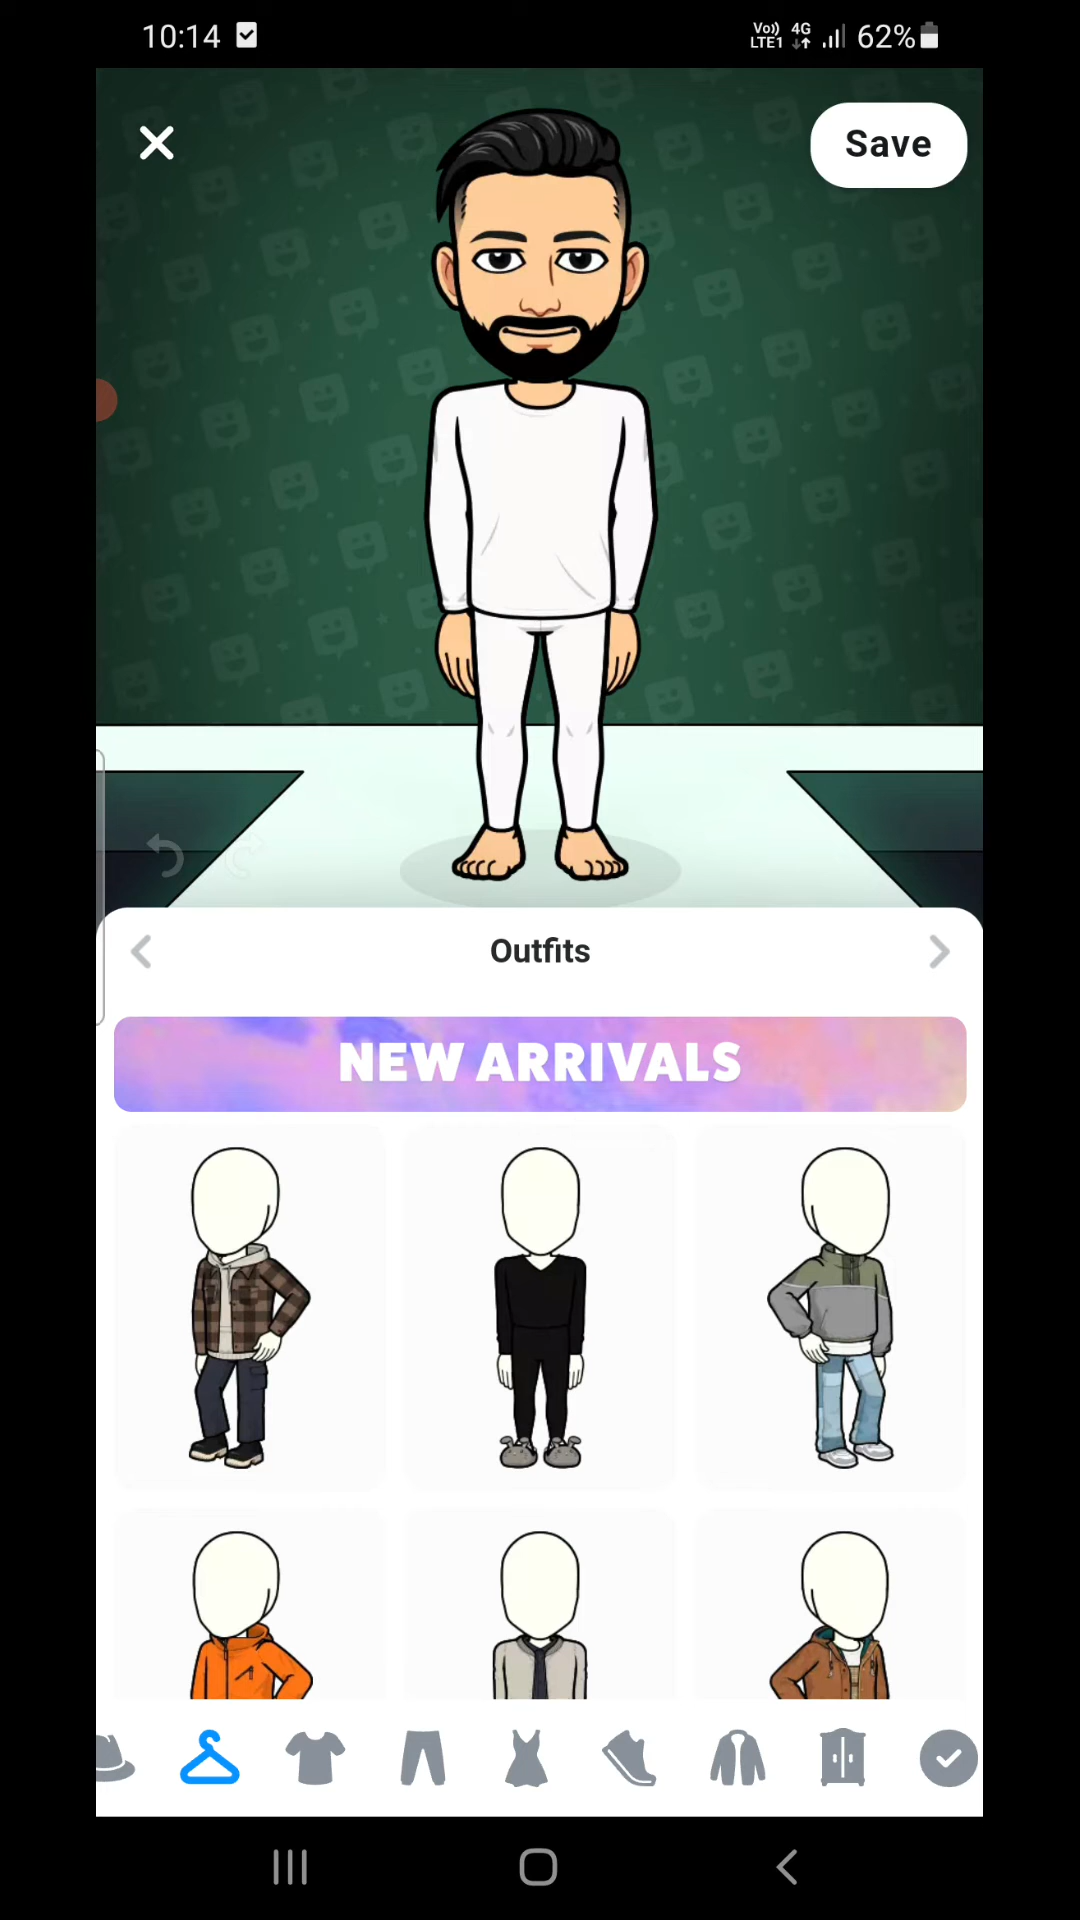 10:14
Vo)) 4G
LTE1
62%
Save
Outfits
NEW ARRIVALS